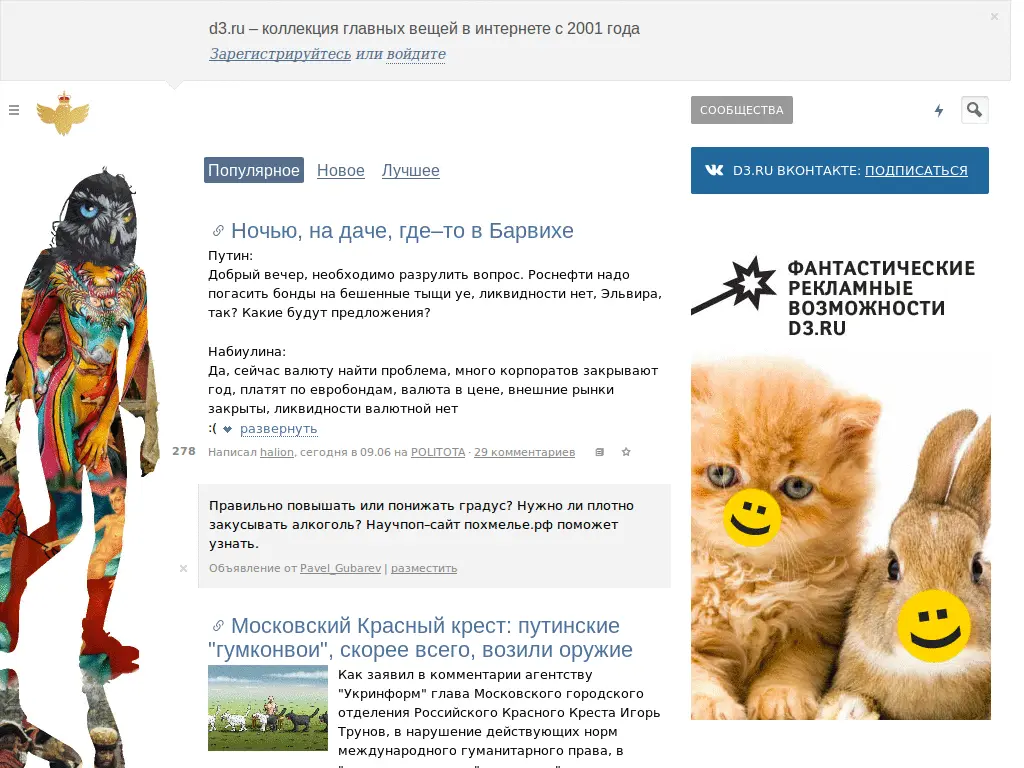 d3.ru – коллекция главных вещей в интернете с 2001 года
Зарегистрируйтесь или войдите
СООБЩЕСТВА
Популярное Новое Лучшее
D3.RU ВКОНТАКТЕ: ПОДПИСАТЬСЯ
Ночью, на даче, где–то в Барвихе
Путин:
Добрый вечер, необходимо разрулить вопрос. Роснефти надо
погасить бонды на бешенные тыщи уе, ликвидности нет, Эльвира,
так? Какие будут предложения?
Набиулина:
Да, сейчас валюту найти проблема, много корпоратов закрывают
год, платят по евробондам, валюта в цене, внешние рынки
закрыты, ликвидности валютной нет
:( развернуть
278 Написал halion, сегодня в 09.06 на POLITOTA · 29 комментариев
Правильно повышать или понижать градус? Нужно ли плотно
закусывать алкоголь? Научпоп–сайт похмелье.рф поможет
узнать.
Объявление от Pavel_Gubarev | разместить
Московский Красный крест: путинские
"гумконвои", скорее всего, возили оружие
Как заявил в комментарии агентству
"Укринформ" глава Московского городского
отделения Российского Красного Креста Игорь
Трунов, в нарушение действующих норм
международного гуманитарного права, в
ФАНТАСТИЧЕСКИЕ
РЕКЛАМНЫЕ
ВОЗМОЖНОСТИ
D3.RU